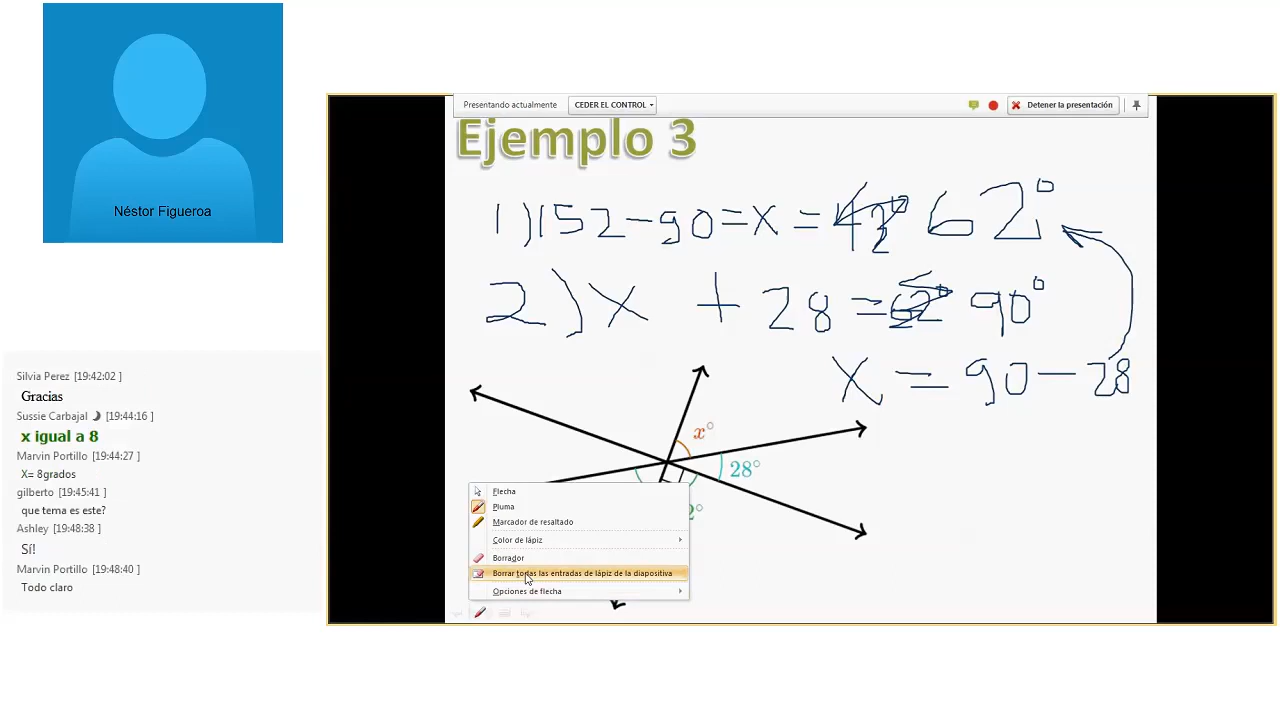 Néstor Figueroa
Silvia Perez [19:42:02 ]
Gracias
Sussie Carbajal [19:44:16 ]
x igual a 8
Marvin Portillo [19:44:27 ]
X= 8grados
gilberto [19:45:41 ]
que tema es este?
Ashley [19:48:38 ]
Sí!
Marvin Portillo [19:48:40 ]
Todo claro
Presentando actualmente CEDER EL CONTROL Detener la presentación
Ejemplo 3
1)152-90=X= 62°
2)X + 28= 90°
X = 90-28
x°
28°
2°
Flecha
Pluma
Marcador de resaltado
Color de lápiz
Borrador
Borrar todas las entradas de lápiz de la diapositiva
Opciones de flecha